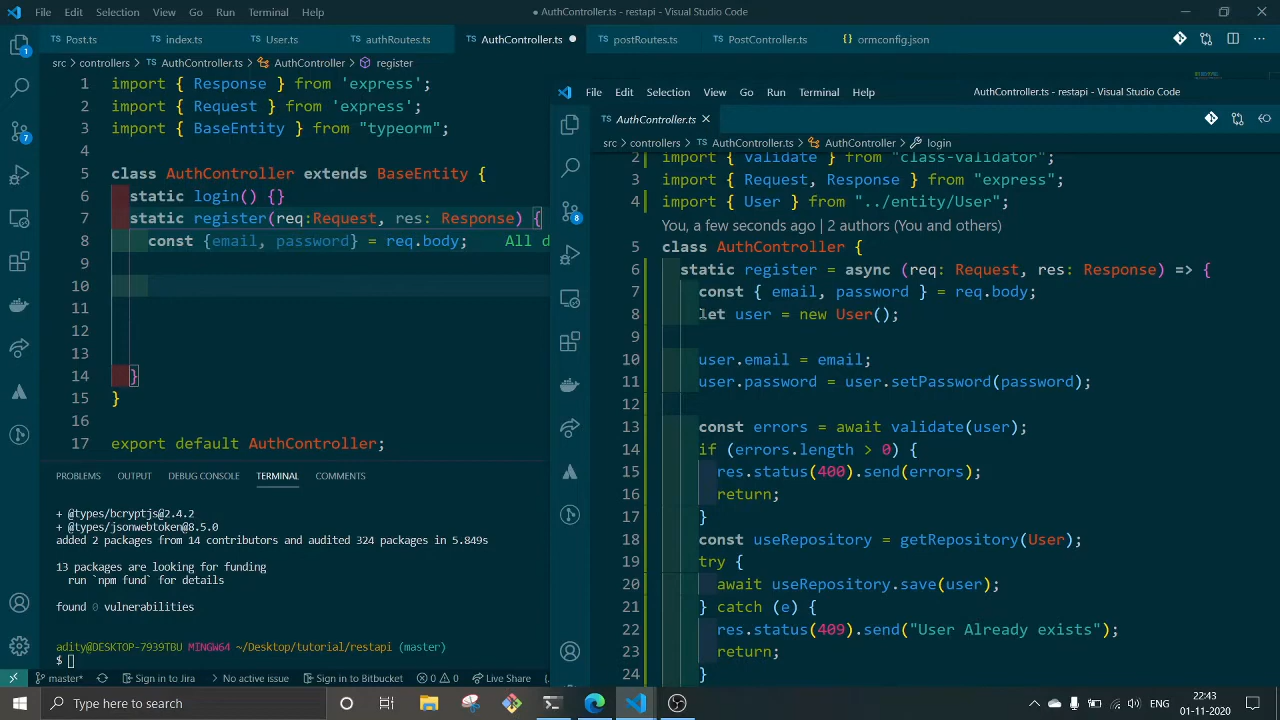 File Edit View Go Run Terminal Help
AuthController.ts - restapi - Visual Studio Code
Post.ts index.ts User.ts authRoutes.ts AuthController.ts postRoutes.ts PostController.ts ormconfig.json
src > controllers > AuthController.ts > AuthController > register
1 import { Response } from 'express';
2 import { Request } from 'express';
3 import { BaseEntity } from "typeorm";
4
5 class AuthController extends BaseEntity {
6 static login() {}
7 static register(req:Request, res: Response) {
8 const {email, password} = req.body; All d
9
10
11
12
13
14 }
15 }
16
17 export default AuthController;
PROBLEMS OUTPUT DEBUG CONSOLE TERMINAL COMMENTS
+ @types/bcryptjs@2.4.2
+ @types/jsonwebtoken@8.5.0
added 2 packages from 14 contributors and audited 324 packages in 5.849s
13 packages are looking for funding
run `npm fund` for details
found 0 vulnerabilities
adity@DESKTOP-7939TBU MINGW64 ~/Desktop/tutorial/restapi (master)
$
master* Sign in to Jira No active issue Sign in to Bitbucket 0 0 Live Share
1
7
File Edit Selection View Go Run Terminal Help
AuthController.ts - restapi - Visual Studio Code
AuthController.ts
src > controllers > AuthController.ts > AuthController > login
2 import { validate } from "class-validator";
3 import { Request, Response } from "express";
4 import { User } from "../entity/User";
You, a few seconds ago | 2 authors (You and others)
5 class AuthController {
6 static register = async (req: Request, res: Response) => {
7 const { email, password } = req.body;
8 let user = new User();
9
10 user.email = email;
11 user.password = user.setPassword(password);
12
13 const errors = await validate(user);
14 if (errors.length > 0) {
15 res.status(400).send(errors);
16 return;
17 }
18 const useRepository = getRepository(User);
19 try {
20 await useRepository.save(user);
21 } catch (e) {
22 res.status(409).send("User Already exists");
23 return;
24 }
8
Type here to search
ENG
22:43
01-11-2020